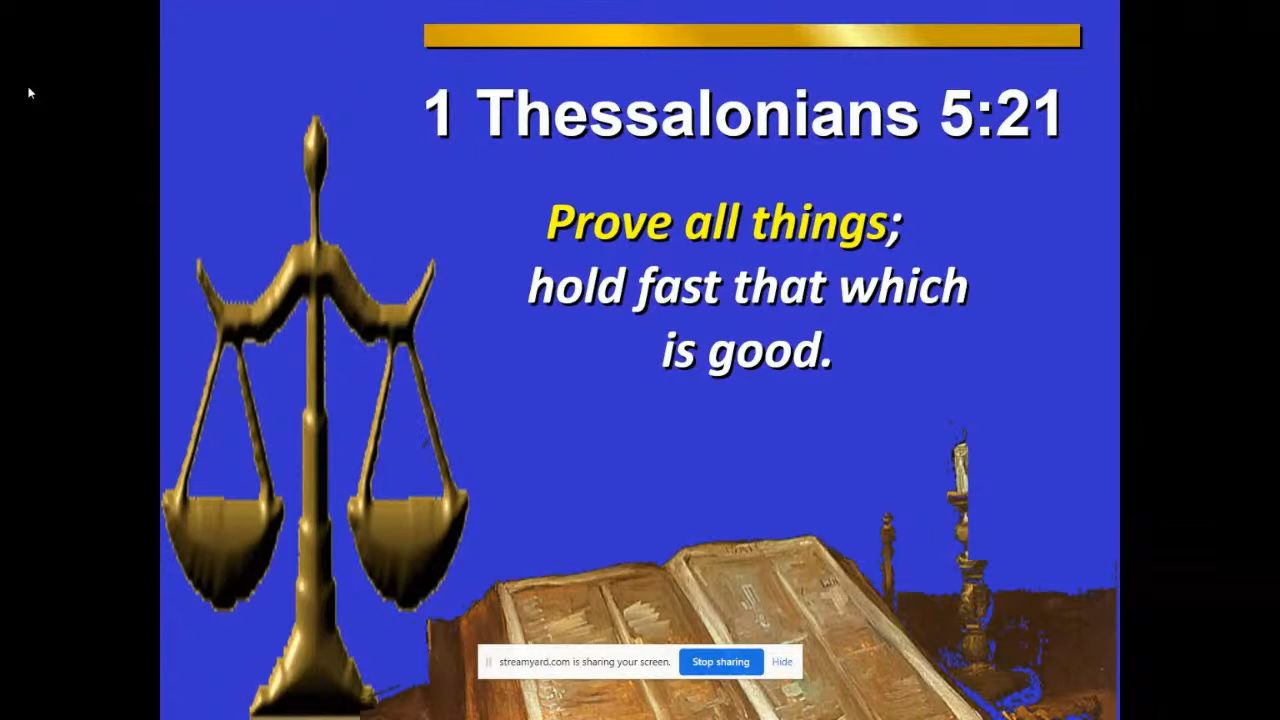 1 Thessalonians 5:21
Prove all things;
hold fast that which
is good.
streamyard.com is sharing your screen. Stop sharing Hide